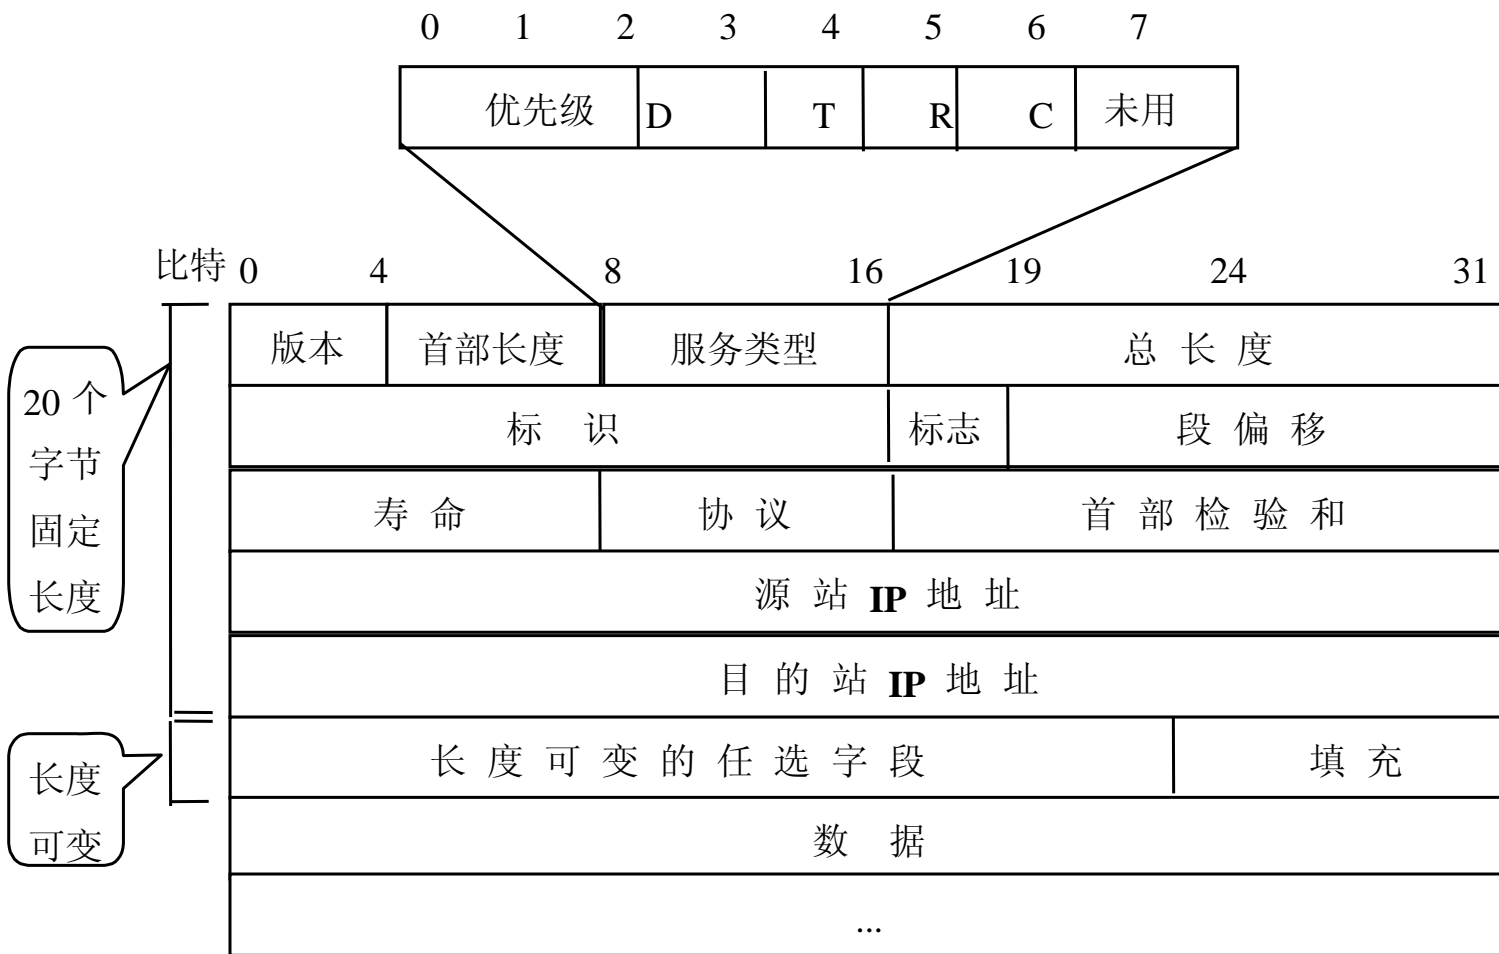 0 1 2 3 4 5 6 7
优先级 D T R C 未用
比特 0 4 8 16 19 24 31
版本 首部长度 服务类型 总长度
标识 标志 段偏移
寿命 协议 首部检验和
源站 IP 地址
目的站 IP 地址
长度可变的任选字段 填充
数据
...
20 个
字节
固定
长度
长度
可变